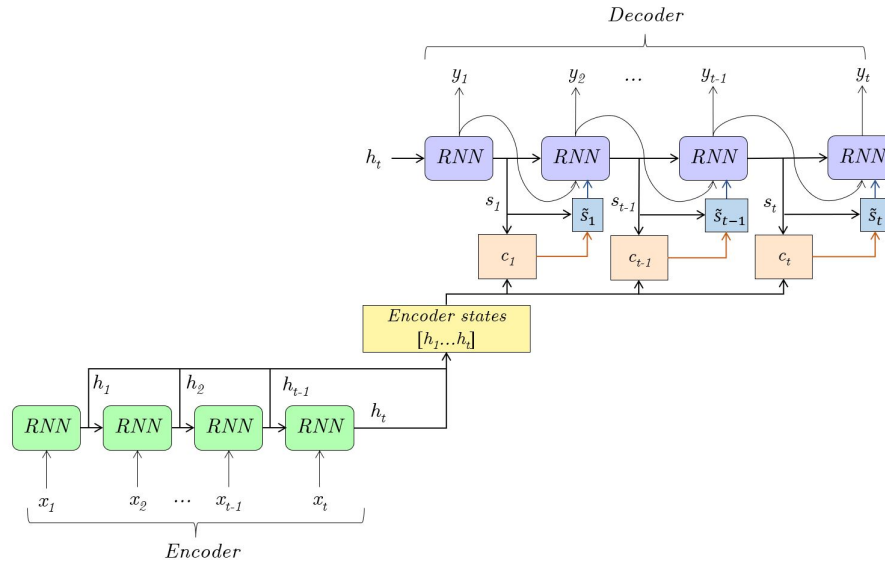 Decoder
y₁ y₂ ... yₜ₋₁ yₜ
hₜ RNN RNN RNN RNN
s₁ s̃₁ sₜ₋₁ s̃ₜ₋₁ sₜ s̃ₜ
c₁ cₜ₋₁ cₜ
Encoder states
[h₁...hₜ]
h₁ h₂ hₜ₋₁ hₜ
RNN RNN RNN RNN
x₁ x₂ ... xₜ₋₁ xₜ
Encoder